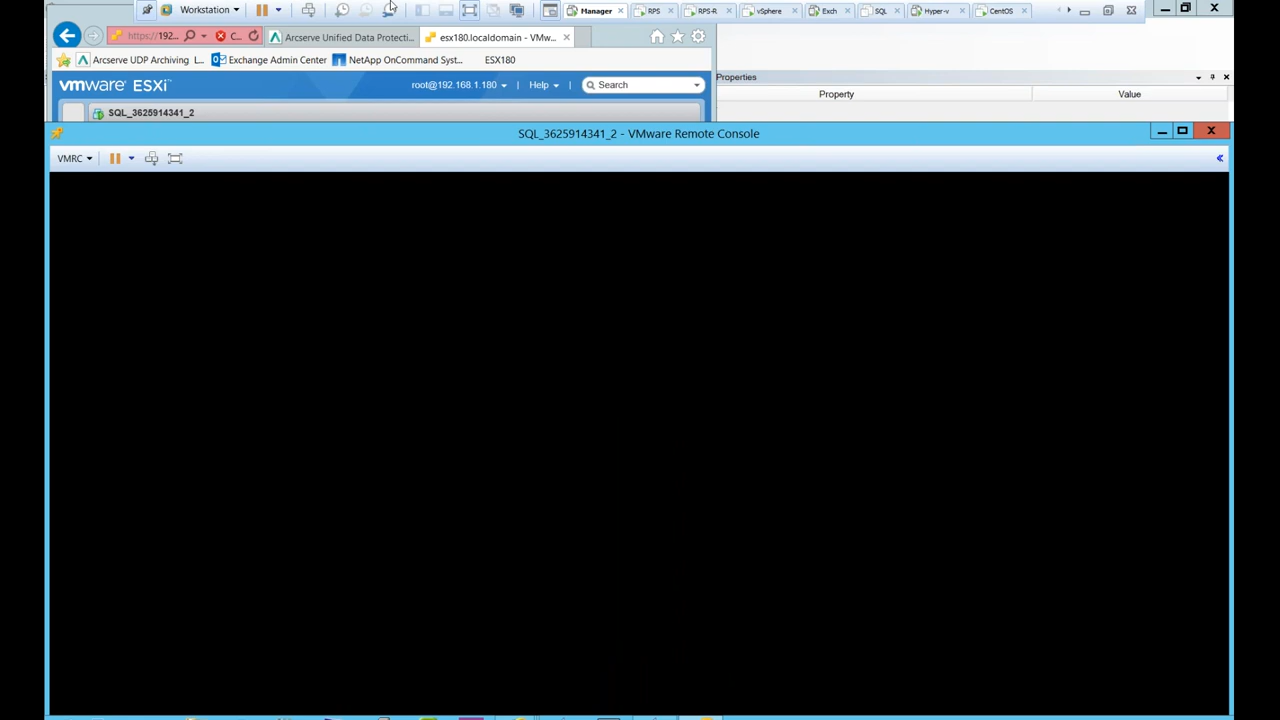 Workstation Manager RPS RPS-R vSphere Exch SQL Hyper-v CentOS
https://192... C... Arcserve Unified Data Protecti... esx180.localdomain - VMw...
Arcserve UDP Archiving L... Exchange Admin Center NetApp OnCommand Syst... ESX180
Properties
vmware ESXi root@192.168.1.180 | Help | Search
Property Value
SQL_3625914341_2
SQL_3625914341_2 - VMware Remote Console
VMRC